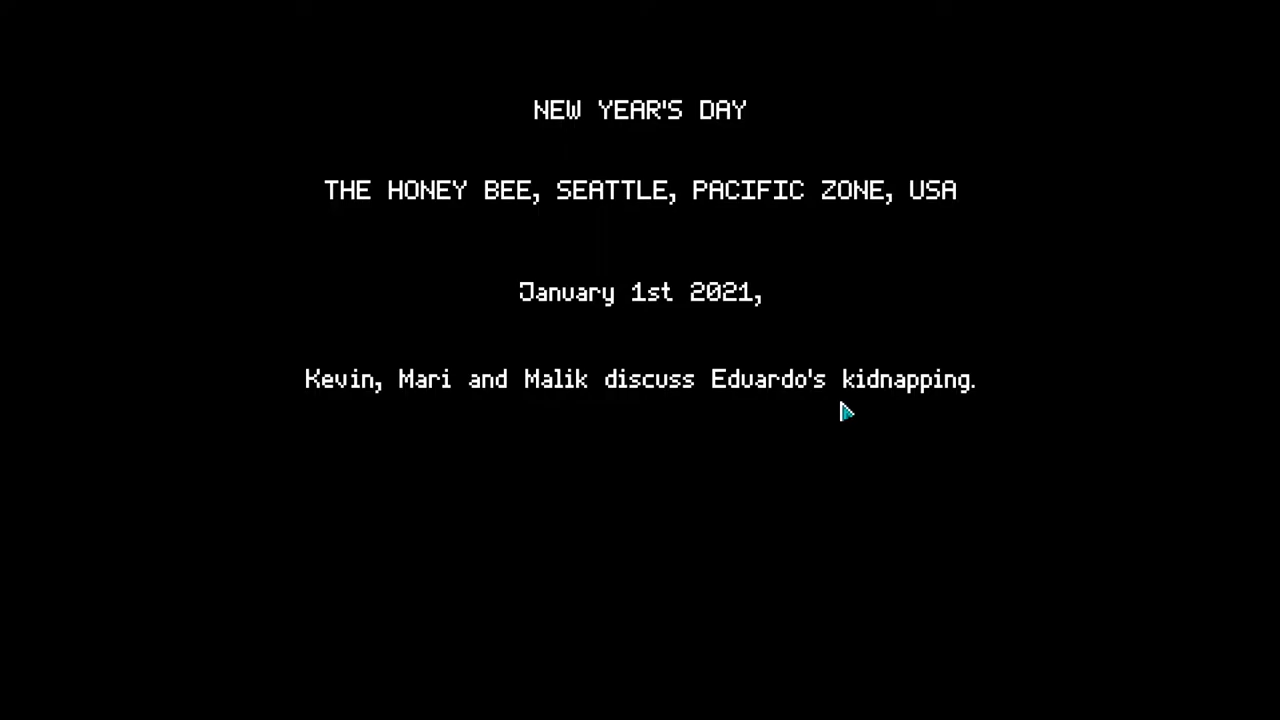 NEW YEAR'S DAY
THE HONEY BEE, SEATTLE, PACIFIC ZONE, USA
January 1st 2021,
Kevin, Mari and Malik discuss Eduardo's kidnapping.